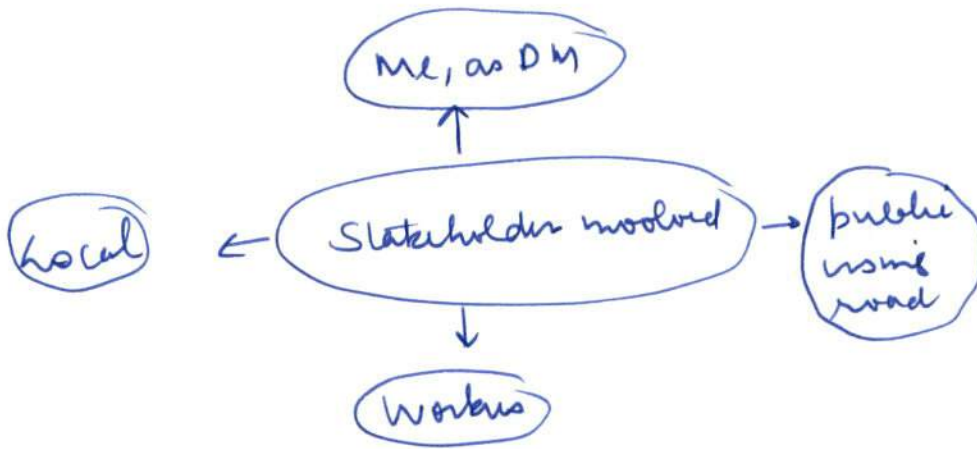 Me, as DM
Stakeholder involved
Local
public
using
road
Workers